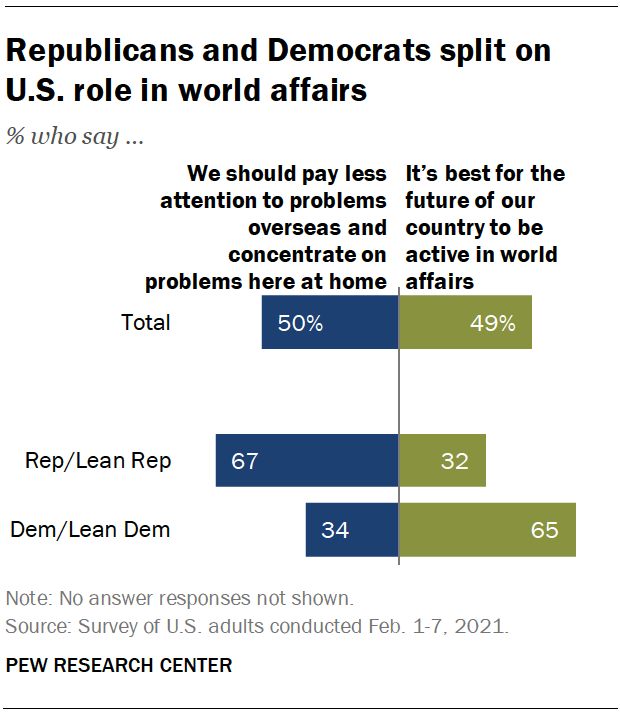 Republicans and Democrats split on
U.S. role in world affairs
% who say ...
We should pay less
attention to problems
overseas and
concentrate on
problems here at home
It's best for the
future of our
country to be
active in world
affairs
Total
50%
49%
Rep/Lean Rep
67
32
Dem/Lean Dem
34
65
Note: No answer responses not shown.
Source: Survey of U.S. adults conducted Feb. 1-7, 2021.
PEW RESEARCH CENTER